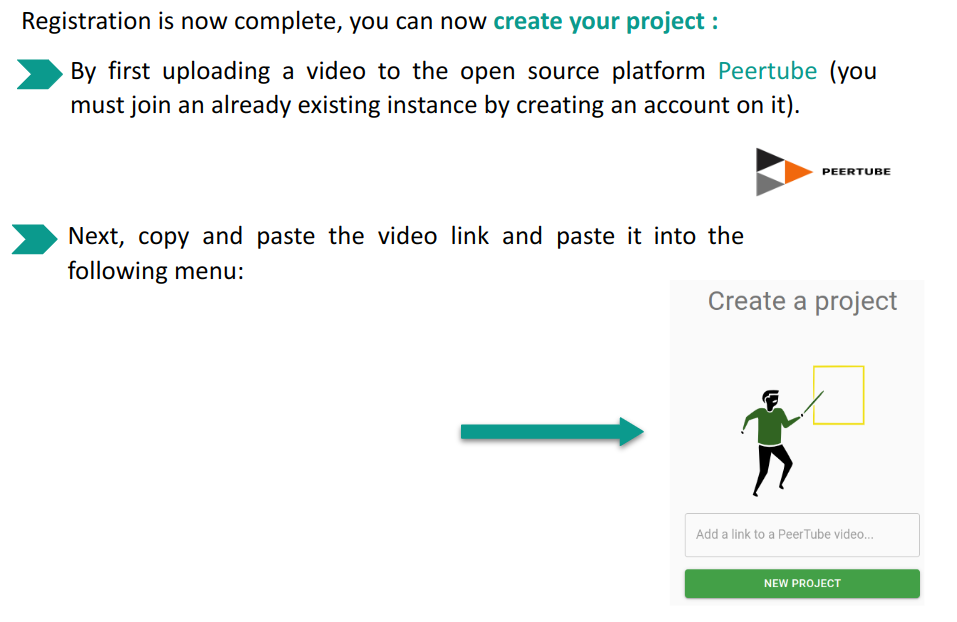 Registration is now complete, you can now create your project :
By first uploading a video to the open source platform Peertube (you
must join an already existing instance by creating an account on it).
PEERTUBE
Next, copy and paste the video link and paste it into the
following menu:
Create a project
Add a link to a PeerTube video...
NEW PROJECT